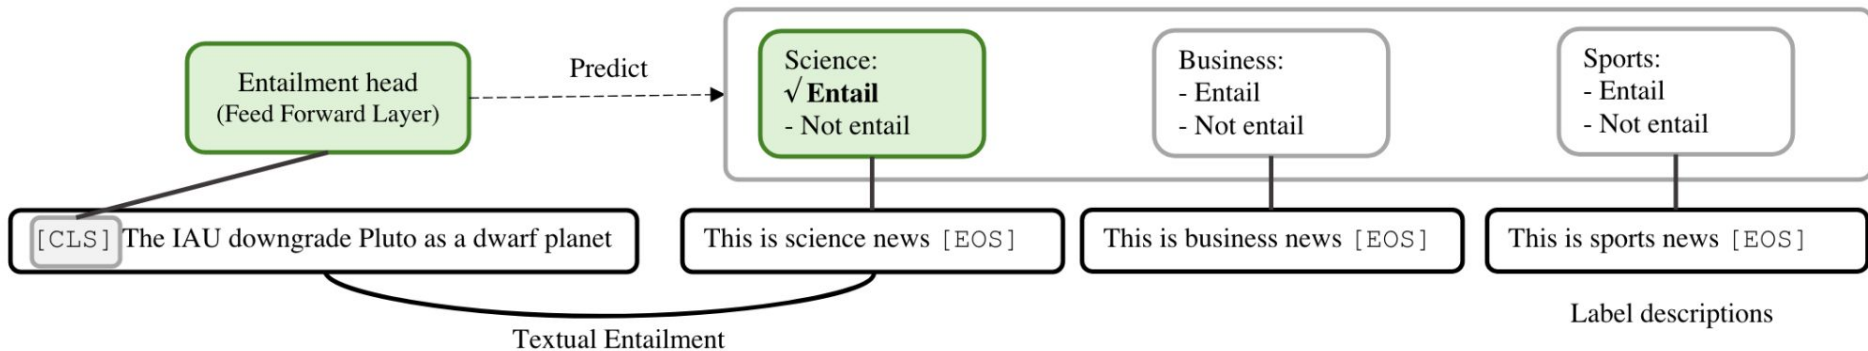 Entailment head
(Feed Forward Layer)
Predict
Science:
√ Entail
- Not entail
Business:
- Entail
- Not entail
Sports:
- Entail
- Not entail
[CLS] The IAU downgrade Pluto as a dwarf planet
This is science news [EOS]
This is business news [EOS]
This is sports news [EOS]
Textual Entailment
Label descriptions